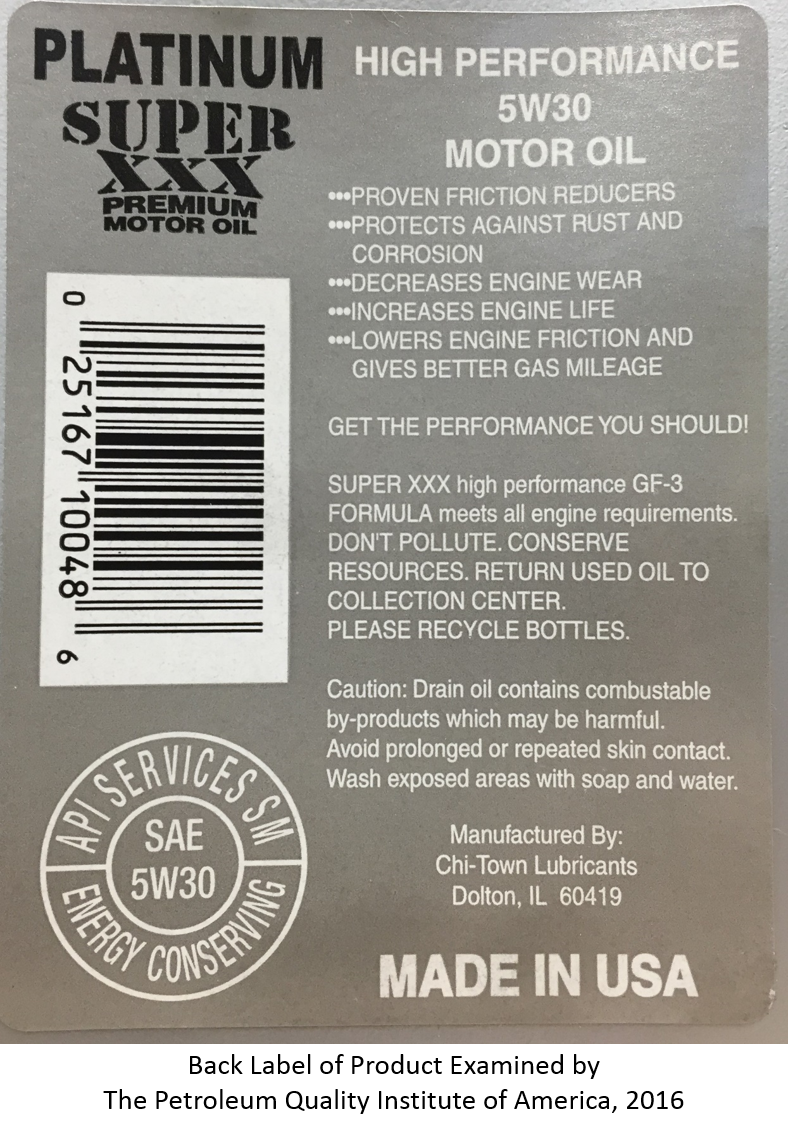 PLATINUM
SUPER
XXX
PREMIUM
MOTOR OIL
0
25167 10048
6
API SERVICES SM
SAE
5W30
ENERGY CONSERVING
HIGH PERFORMANCE
5W30
MOTOR OIL
•••PROVEN FRICTION REDUCERS
•••PROTECTS AGAINST RUST AND
CORROSION
•••DECREASES ENGINE WEAR
•••INCREASES ENGINE LIFE
•••LOWERS ENGINE FRICTION AND
GIVES BETTER GAS MILEAGE
GET THE PERFORMANCE YOU SHOULD!
SUPER XXX high performance GF-3
FORMULA meets all engine requirements.
DON'T POLLUTE. CONSERVE
RESOURCES. RETURN USED OIL TO
COLLECTION CENTER.
PLEASE RECYCLE BOTTLES.
Caution: Drain oil contains combustable
by-products which may be harmful.
Avoid prolonged or repeated skin contact.
Wash exposed areas with soap and water.
Manufactured By:
Chi-Town Lubricants
Dolton, IL 60419
MADE IN USA
Back Label of Product Examined by
The Petroleum Quality Institute of America, 2016